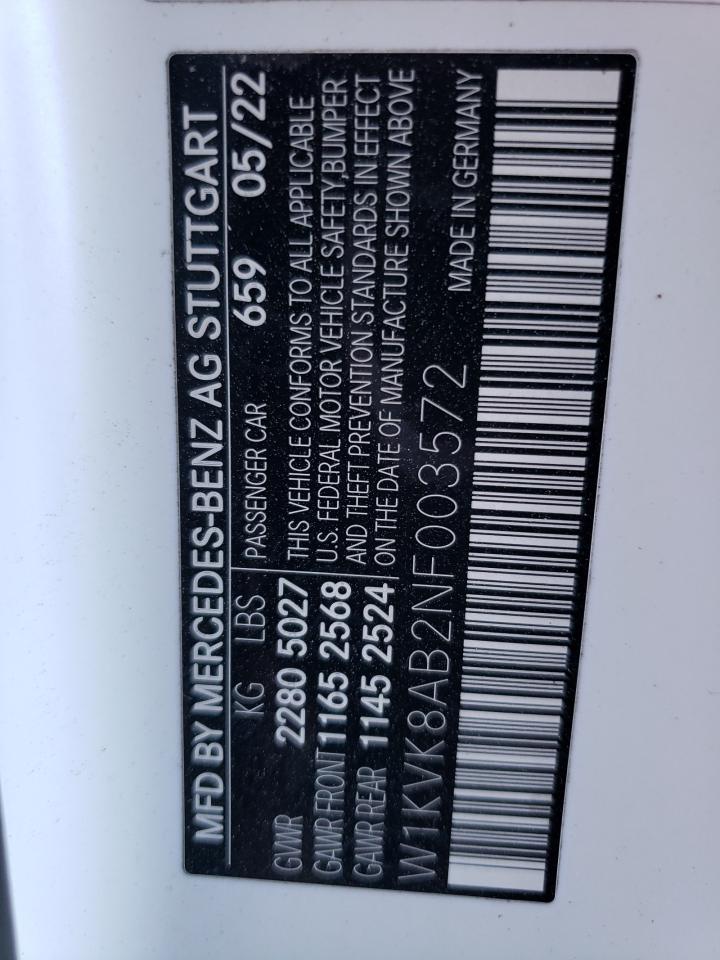 MFD BY MERCEDES-BENZ AG STUTTGART
KG LBS PASSENGER CAR 659 05/22
GVWR 2280 5027 THIS VEHICLE CONFORMS TO ALL APPLICABLE
GAWR FRONT 1165 2568 U.S. FEDERAL MOTOR VEHICLE SAFETY,BUMPER
GAWR REAR 1145 2524 AND THEFT PREVENTION STANDARDS IN EFFECT
ON THE DATE OF MANUFACTURE SHOWN ABOVE
W1KVK8AB2NF003572 MADE IN GERMANY